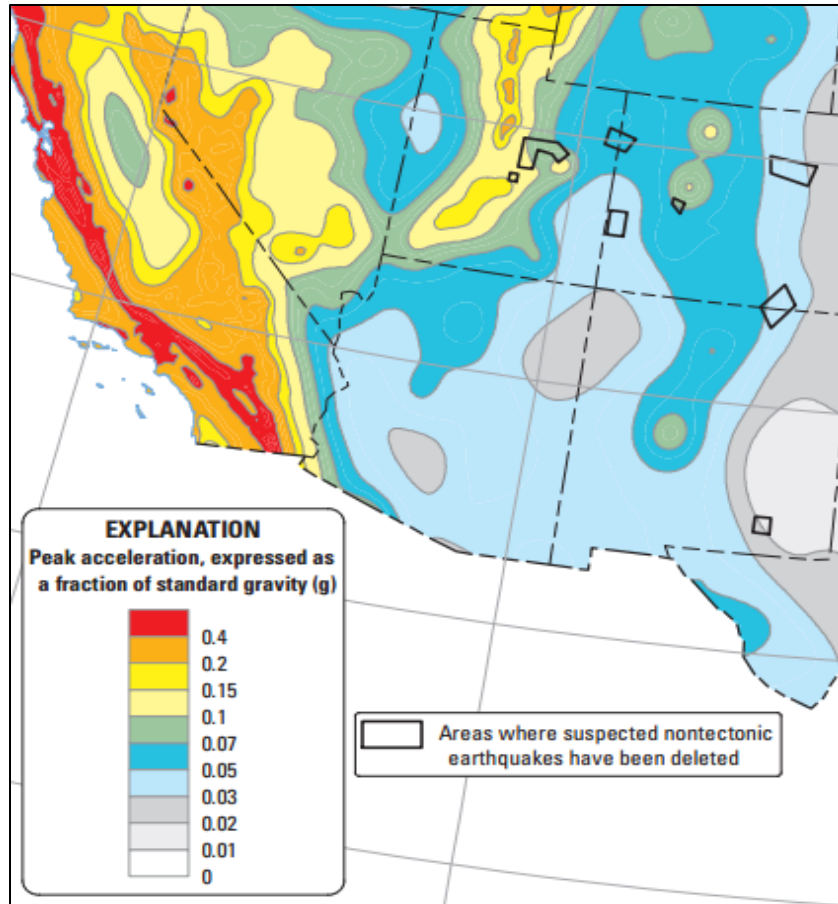 EXPLANATION
Peak acceleration, expressed as
a fraction of standard gravity (g)
0.4
0.2
0.15
0.1
0.07
0.05
0.03
0.02
0.01
0
Areas where suspected nontectonic
earthquakes have been deleted